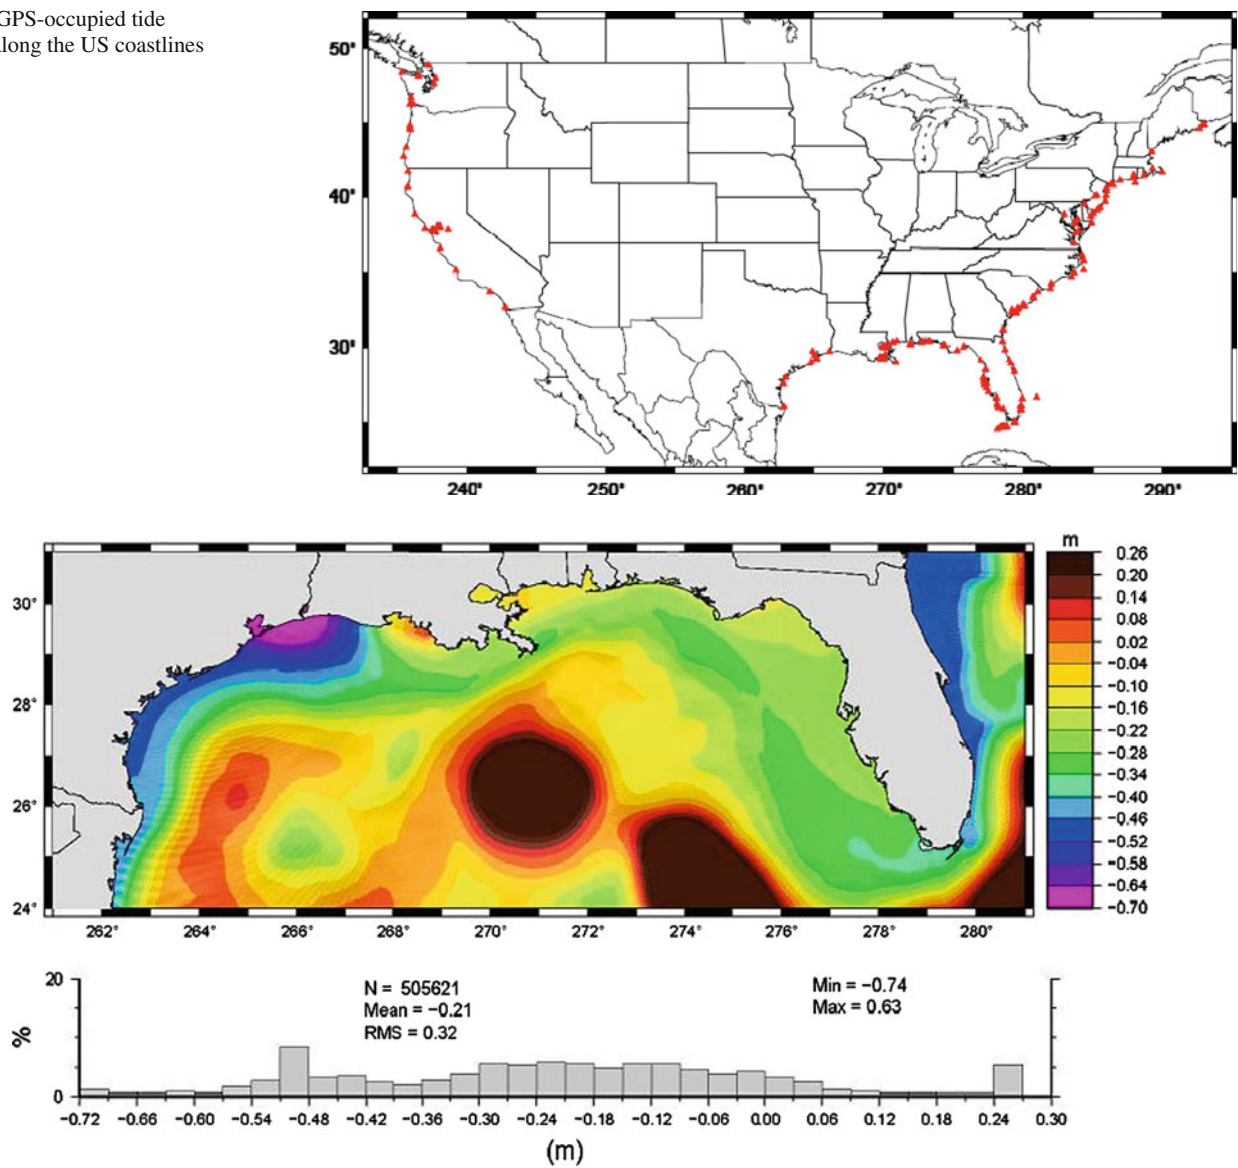 GPS-occupied tide
along the US coastlines
50°
40°
30°
240° 250° 260° 270° 280° 290°
m
0.26
0.20
0.14
0.08
0.02
−0.04
−0.10
−0.16
−0.22
−0.28
−0.34
−0.40
−0.46
−0.52
−0.58
−0.64
−0.70
30°
28°
26°
24°
262° 264° 266° 268° 270° 272° 274° 276° 278° 280°
20
0
%
N = 505621
Mean = −0.21
RMS = 0.32
Min = −0.74
Max = 0.63
−0.72 −0.66 −0.60 −0.54 −0.48 −0.42 −0.36 −0.30 −0.24 −0.18 −0.12 −0.06 0.00 0.06 0.12 0.18 0.24 0.30
(m)